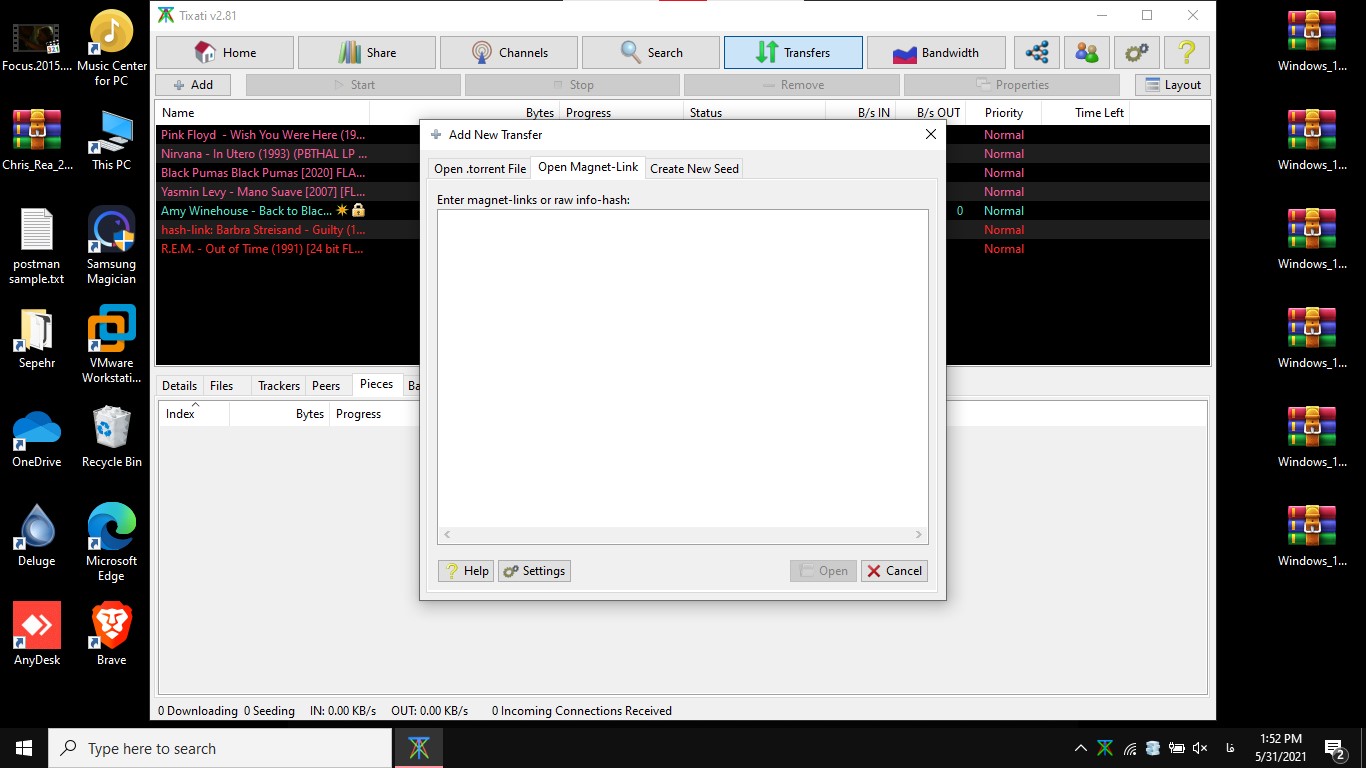 Tixati v2.81
Home
Share
Channels
Search
Transfers
Bandwidth
Add
Start
Stop
Remove
Properties
Layout
Name
Bytes
Progress
Status
B/s IN
B/s OUT
Priority
Time Left
Pink Floyd - Wish You Were Here (19...
Normal
Nirvana - In Utero (1993) (PBTHAL LP ...
Normal
Black Pumas Black Pumas [2020] FLA...
Normal
Yasmin Levy - Mano Suave [2007] [FL...
Normal
Amy Winehouse - Back to Blac...
0
Normal
hash-link: Barbra Streisand - Guilty (1...
Normal
R.E.M. - Out of Time (1991) [24 bit FL...
Normal
Add New Transfer
Open .torrent File
Open Magnet-Link
Create New Seed
Enter magnet-links or raw info-hash:
Help
Settings
Open
Cancel
Details
Files
Trackers
Peers
Pieces
Ba
Index
Bytes
Progress
0 Downloading 0 Seeding
IN: 0.00 KB/s
OUT: 0.00 KB/s
0 Incoming Connections Received
Focus.2015....
Music Center
for PC
Chris_Rea_2...
This PC
postman
sample.txt
Samsung
Magician
Sepehr
VMware
Workstati...
OneDrive
Recycle Bin
Deluge
Microsoft
Edge
AnyDesk
Brave
Windows_1...
Windows_1...
Windows_1...
Windows_1...
Windows_1...
Windows_1...
Type here to search
فا
1:52 PM
5/31/2021
2